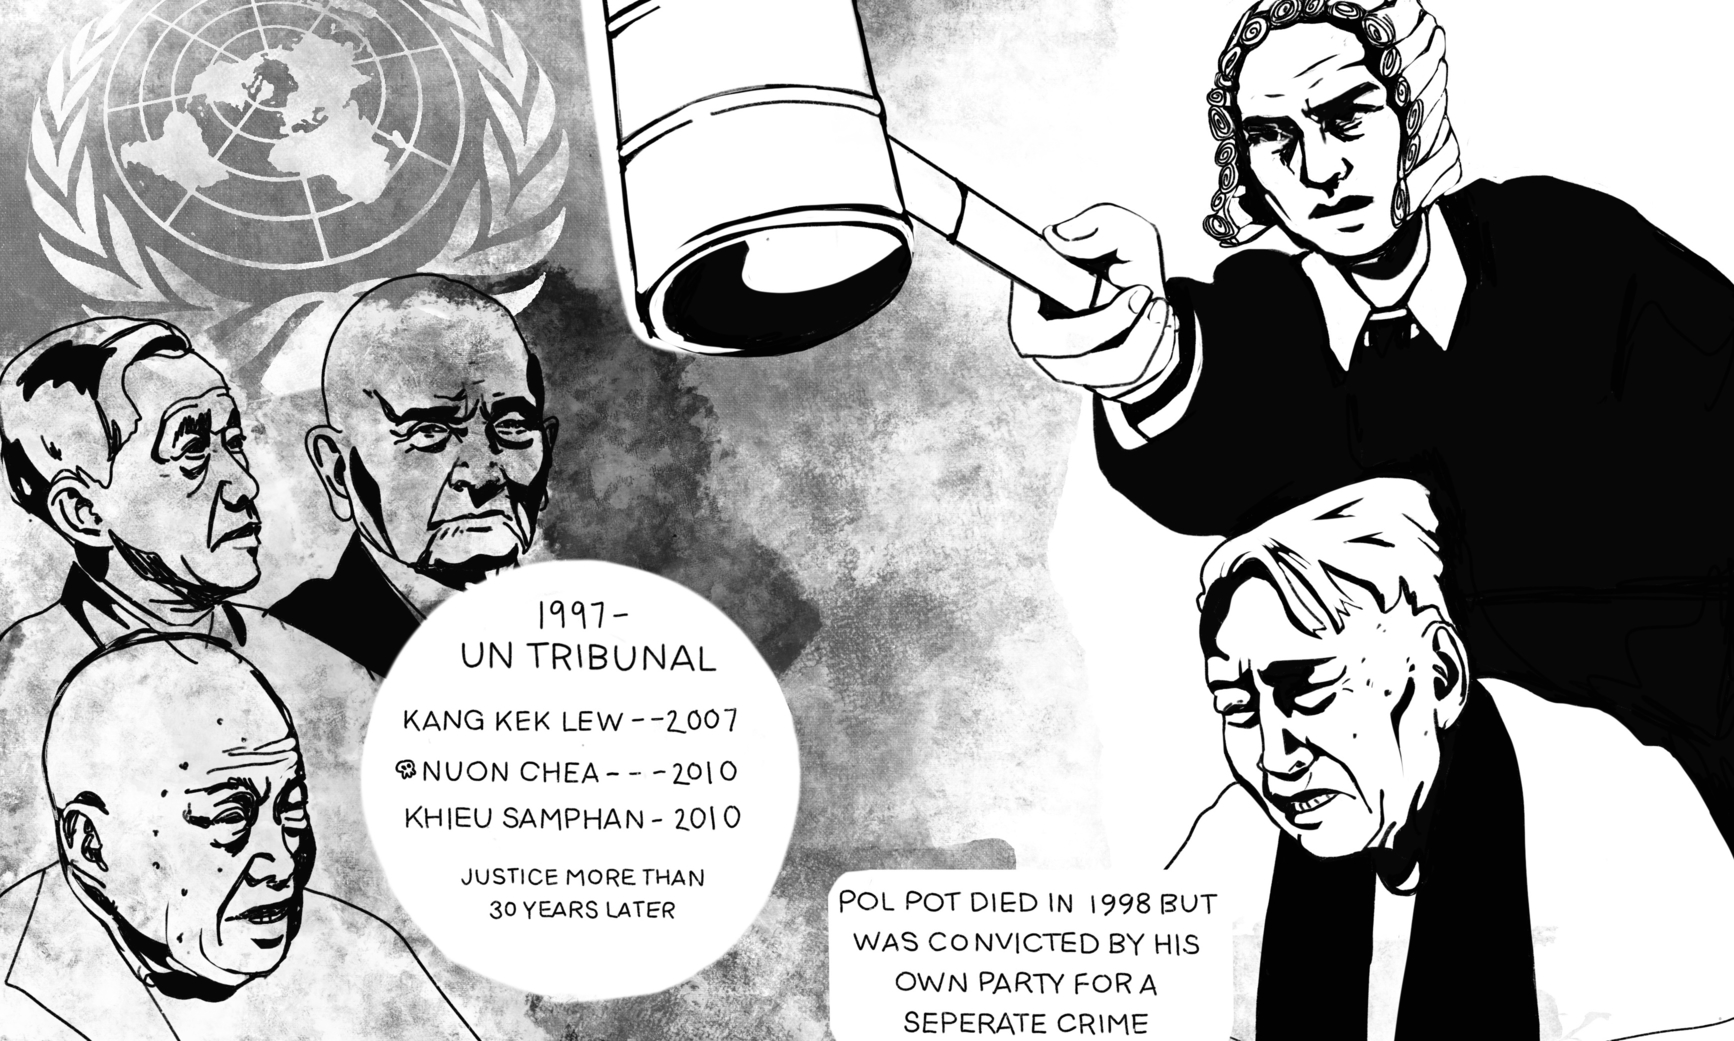 1997-
UN TRIBUNAL
KANG KEK LEW --2007
NUON CHEA - - -2010
KHIEU SAMPHAN - 2010
JUSTICE MORE THAN
30 YEARS LATER
POL POT DIED IN 1998 BUT
WAS CONVICTED BY HIS
OWN PARTY FOR A
SEPERATE CRIME